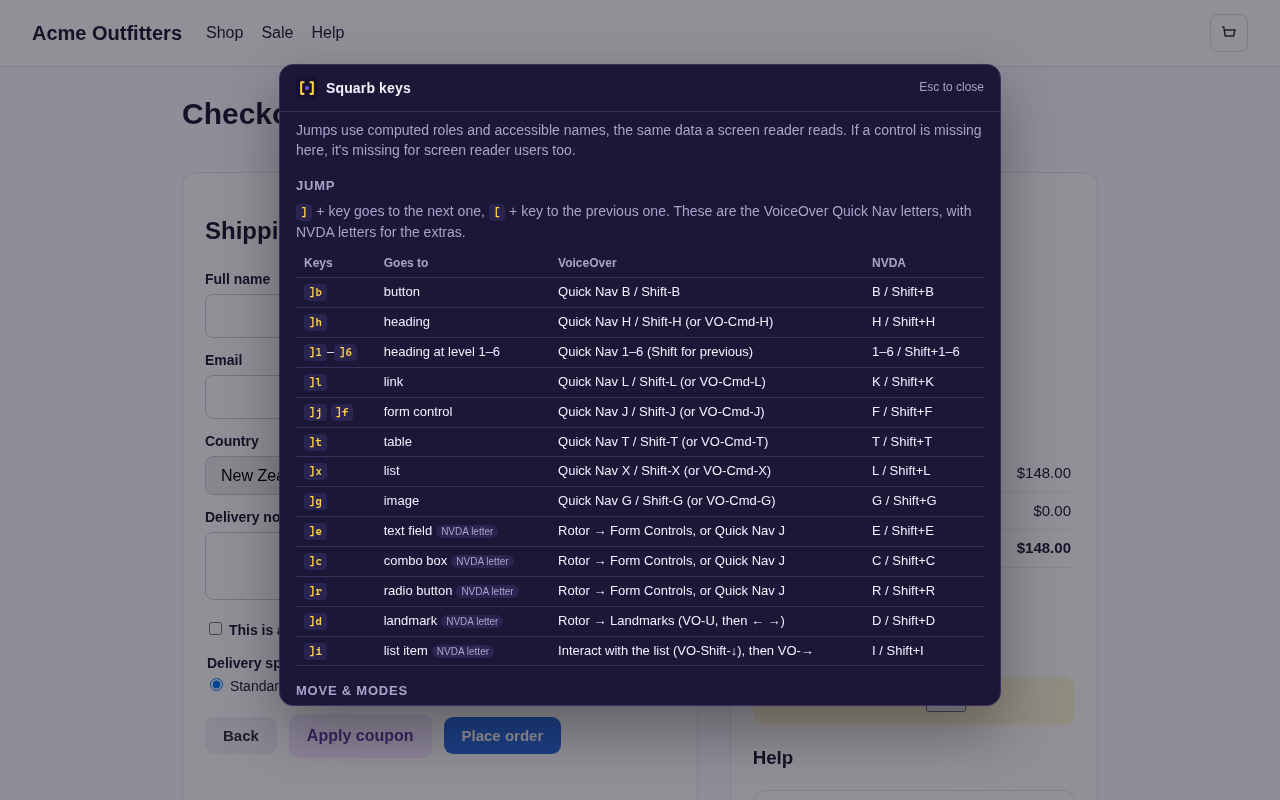 Acme Outfitters Shop Sale Help
Squarb keys Esc to close
Jumps use computed roles and accessible names, the same data a screen reader reads. If a control is missing
here, it's missing for screen reader users too.
JUMP
] + key goes to the next one, [ + key to the previous one. These are the VoiceOver Quick Nav letters, with
NVDA letters for the extras.
Keys Goes to VoiceOver NVDA
]b button Quick Nav B / Shift-B B / Shift+B
]h heading Quick Nav H / Shift-H (or VO-Cmd-H) H / Shift+H
]1–]6 heading at level 1–6 Quick Nav 1–6 (Shift for previous) 1–6 / Shift+1–6
]l link Quick Nav L / Shift-L (or VO-Cmd-L) K / Shift+K
]j ]f form control Quick Nav J / Shift-J (or VO-Cmd-J) F / Shift+F
]t table Quick Nav T / Shift-T (or VO-Cmd-T) T / Shift+T
]x list Quick Nav X / Shift-X (or VO-Cmd-X) L / Shift+L
]g image Quick Nav G / Shift-G (or VO-Cmd-G) G / Shift+G
]e text field NVDA letter Rotor → Form Controls, or Quick Nav J E / Shift+E
]c combo box NVDA letter Rotor → Form Controls, or Quick Nav J C / Shift+C
]r radio button NVDA letter Rotor → Form Controls, or Quick Nav J R / Shift+R
]d landmark NVDA letter Rotor → Landmarks (VO-U, then ← →) D / Shift+D
]i list item NVDA letter Interact with the list (VO-Shift-↓), then VO-→ I / Shift+I
MOVE & MODES
Full name
Email
Country
Delivery
This is
Delivery
Back Apply coupon Place order
$148.00
$0.00
$148.00
Help